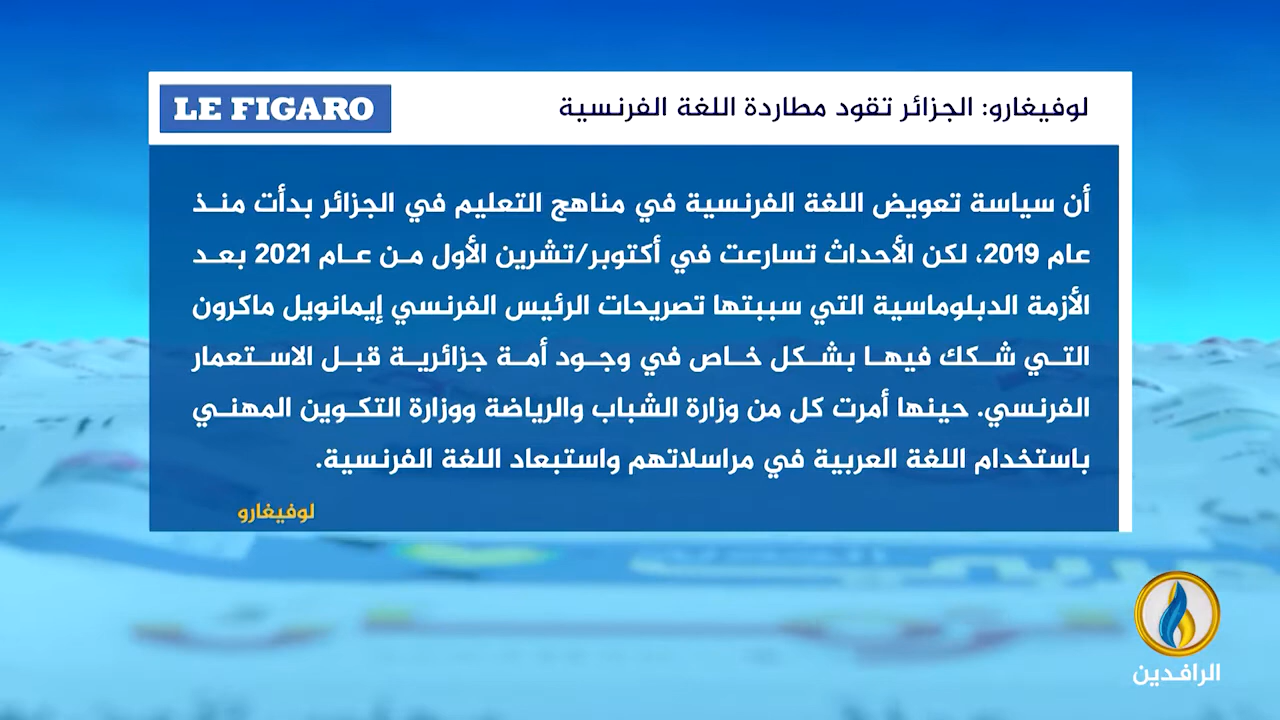 LE FIGARO
لوفيغارو: الجزائر تقود مطاردة اللغة الفرنسية
أن سياسة تعويض اللغة الفرنسية في مناهج التعليم في الجزائر بدأت منذ
عام 2019، لكن الأحداث تسارعت في أكتوبر/تشرين الأول من عام 2021 بعد
الأزمة الدبلوماسية التي سببتها تصريحات الرئيس الفرنسي إيمانويل ماكرون
التي شكك فيها بشكل خاص في وجود أمة جزائرية قبل الاستعمار
الفرنسي. حينها أمرت كل من وزارة الشباب والرياضة ووزارة التكوين المهني
باستخدام اللغة العربية في مراسلاتهم واستبعاد اللغة الفرنسية.
لوفيغارو
الرافدين